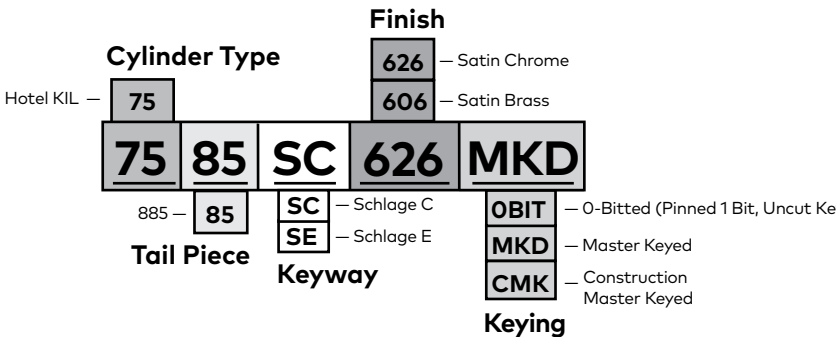 Finish
Cylinder Type
626 — Satin Chrome
Hotel KIL — 75
606 — Satin Brass
75 85 SC 626 MKD
885 — 85
SC — Schlage C
SE — Schlage E
0BIT — 0-Bitted (Pinned 1 Bit, Uncut Ke
MKD — Master Keyed
CMK — Construction
Master Keyed
Tail Piece
Keyway
Keying